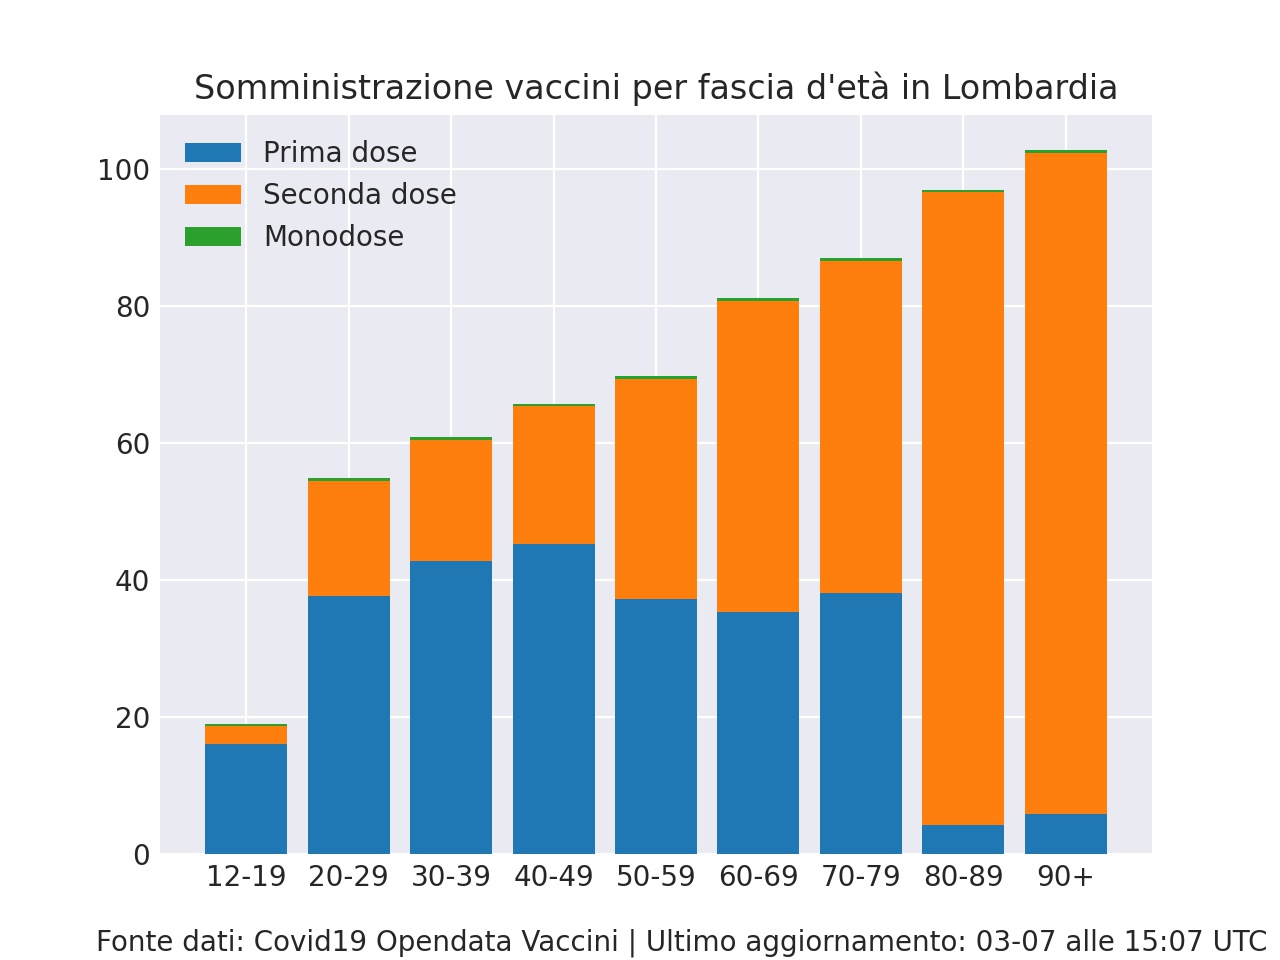 Somministrazione vaccini per fascia d'età in Lombardia
Prima dose
Seconda dose
Monodose
100
80
60
40
20
0
12-19 20-29 30-39 40-49 50-59 60-69 70-79 80-89 90+
Fonte dati: Covid19 Opendata Vaccini | Ultimo aggiornamento: 03-07 alle 15:07 UTC